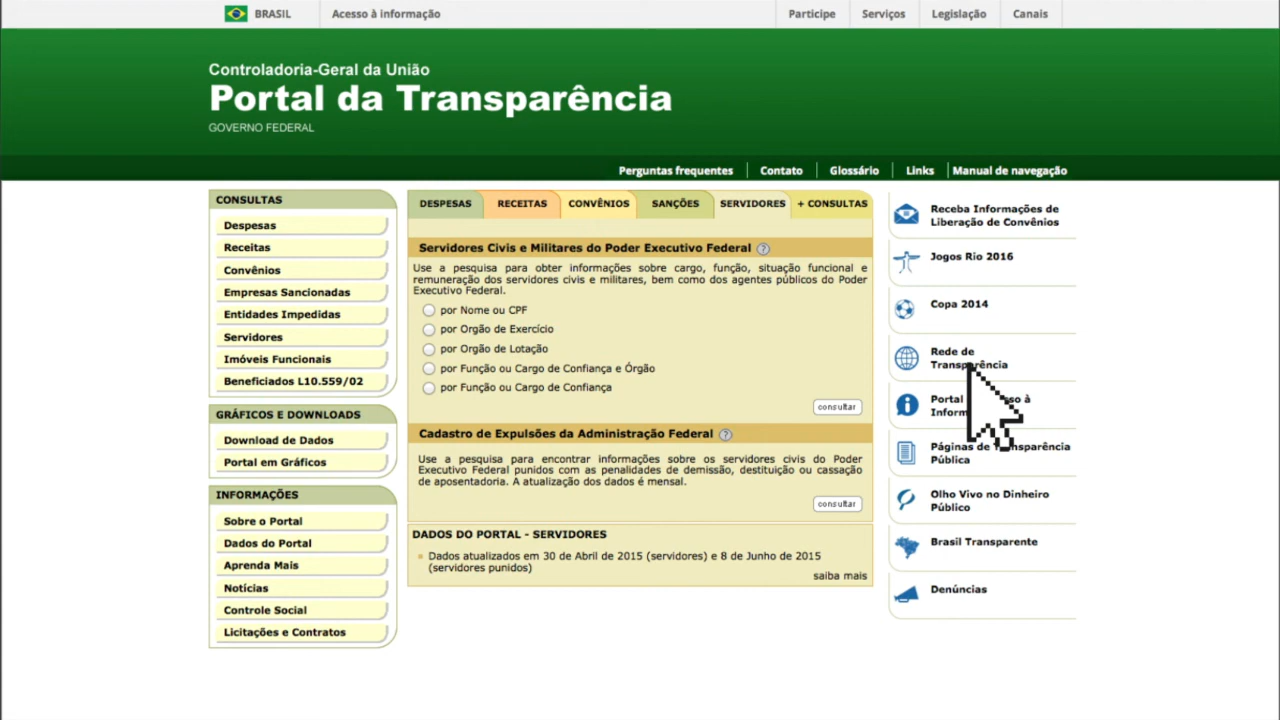 BRASIL
Acesso à informação
Participe
Serviços
Legislação
Canais
Controladoria-Geral da União
Portal da Transparência
GOVERNO FEDERAL
Perguntas frequentes
Contato
Glossário
Links
Manual de navegação
CONSULTAS
Despesas
Receitas
Convênios
Empresas Sancionadas
Entidades Impedidas
Servidores
Imóveis Funcionais
Beneficiados L10.559/02
GRÁFICOS E DOWNLOADS
Download de Dados
Portal em Gráficos
INFORMAÇÕES
Sobre o Portal
Dados do Portal
Aprenda Mais
Notícias
Controle Social
Licitações e Contratos
DESPESAS
RECEITAS
CONVÊNIOS
SANÇÕES
SERVIDORES
+ CONSULTAS
Servidores Civis e Militares do Poder Executivo Federal ?
Use a pesquisa para obter informações sobre cargo, função, situação funcional e
remuneração dos servidores civis e militares, bem como dos agentes públicos do Poder
Executivo Federal.
por Nome ou CPF
por Orgão de Exercício
por Orgão de Lotação
por Função ou Cargo de Confiança e Órgão
por Função ou Cargo de Confiança
consultar
Cadastro de Expulsões da Administração Federal ?
Use a pesquisa para encontrar informações sobre os servidores civis do Poder
Executivo Federal punidos com as penalidades de demissão, destituição ou cassação
de aposentadoria. A atualização dos dados é mensal.
consultar
DADOS DO PORTAL - SERVIDORES
Dados atualizados em 30 de Abril de 2015 (servidores) e 8 de Junho de 2015
(servidores punidos)
saiba mais
Receba Informações de
Liberação de Convênios
Jogos Rio 2016
Copa 2014
Rede de
Transparência
Portal à
Inform
Páginas de Transparência
Pública
Olho Vivo no Dinheiro
Público
Brasil Transparente
Denúncias